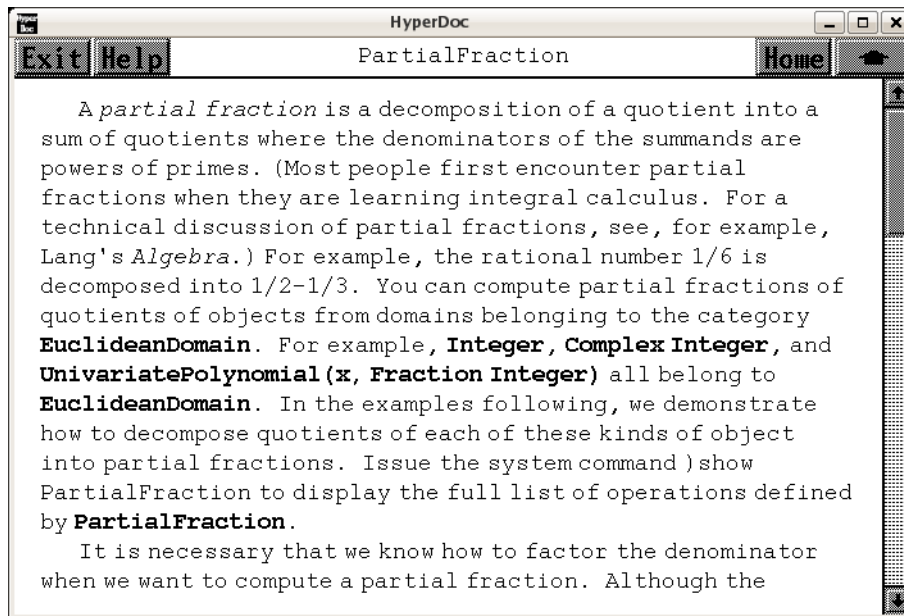 Hyper Doc
HyperDoc
Exit Help PartialFraction Home
A partial fraction is a decomposition of a quotient into a
sum of quotients where the denominators of the summands are
powers of primes. (Most people first encounter partial
fractions when they are learning integral calculus. For a
technical discussion of partial fractions, see, for example,
Lang's Algebra.) For example, the rational number 1/6 is
decomposed into 1/2-1/3. You can compute partial fractions of
quotients of objects from domains belonging to the category
EuclideanDomain. For example, Integer, Complex Integer, and
UnivariatePolynomial(x, Fraction Integer) all belong to
EuclideanDomain. In the examples following, we demonstrate
how to decompose quotients of each of these kinds of object
into partial fractions. Issue the system command )show
PartialFraction to display the full list of operations defined
by PartialFraction.
It is necessary that we know how to factor the denominator
when we want to compute a partial fraction. Although the